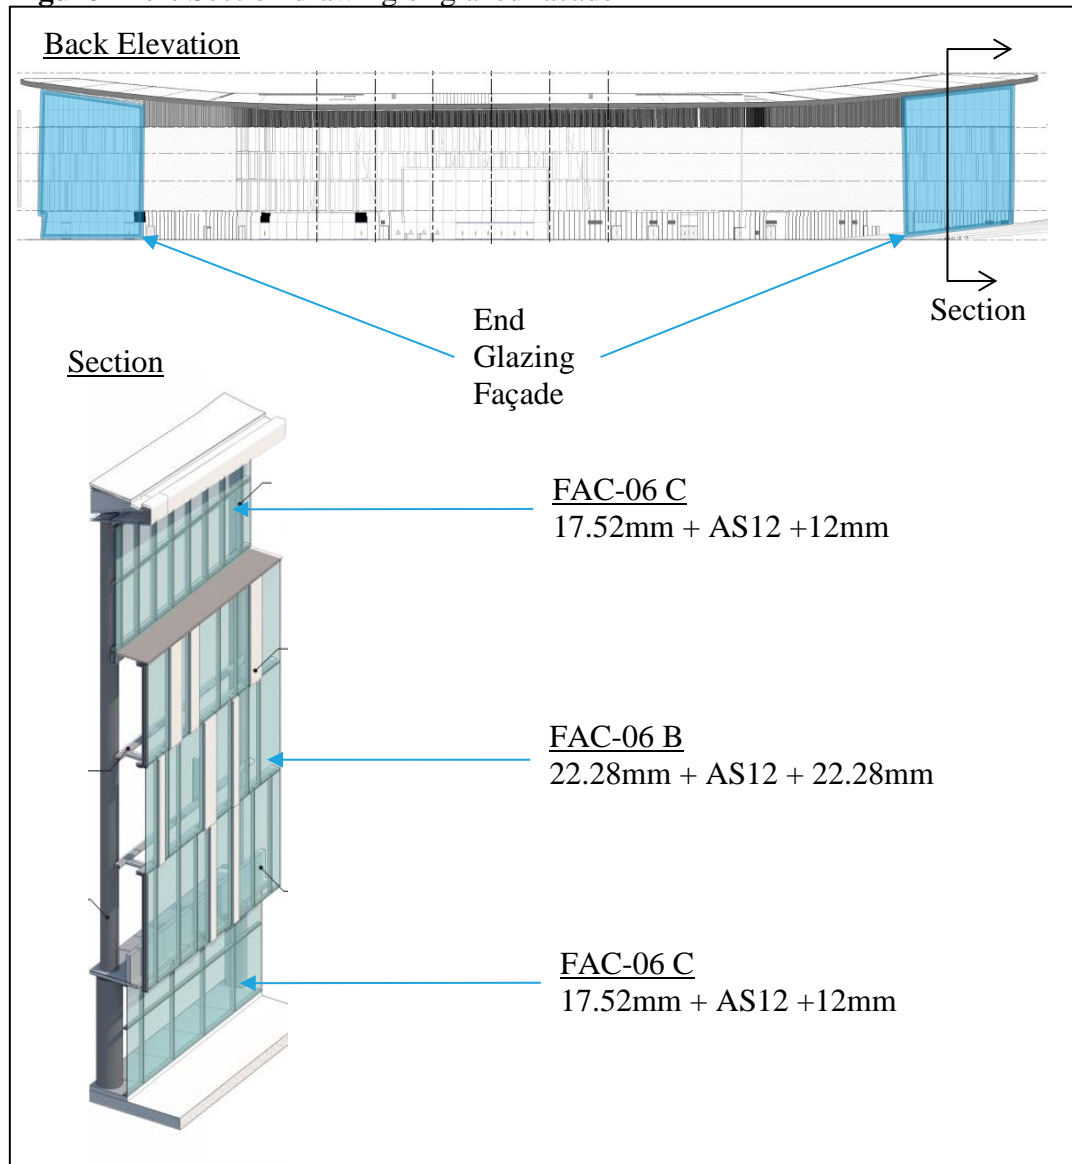 Back Elevation
Section
End
Glazing
Façade
Section
FAC-06 C
17.52mm + AS12 +12mm
FAC-06 B
22.28mm + AS12 + 22.28mm
FAC-06 C
17.52mm + AS12 +12mm